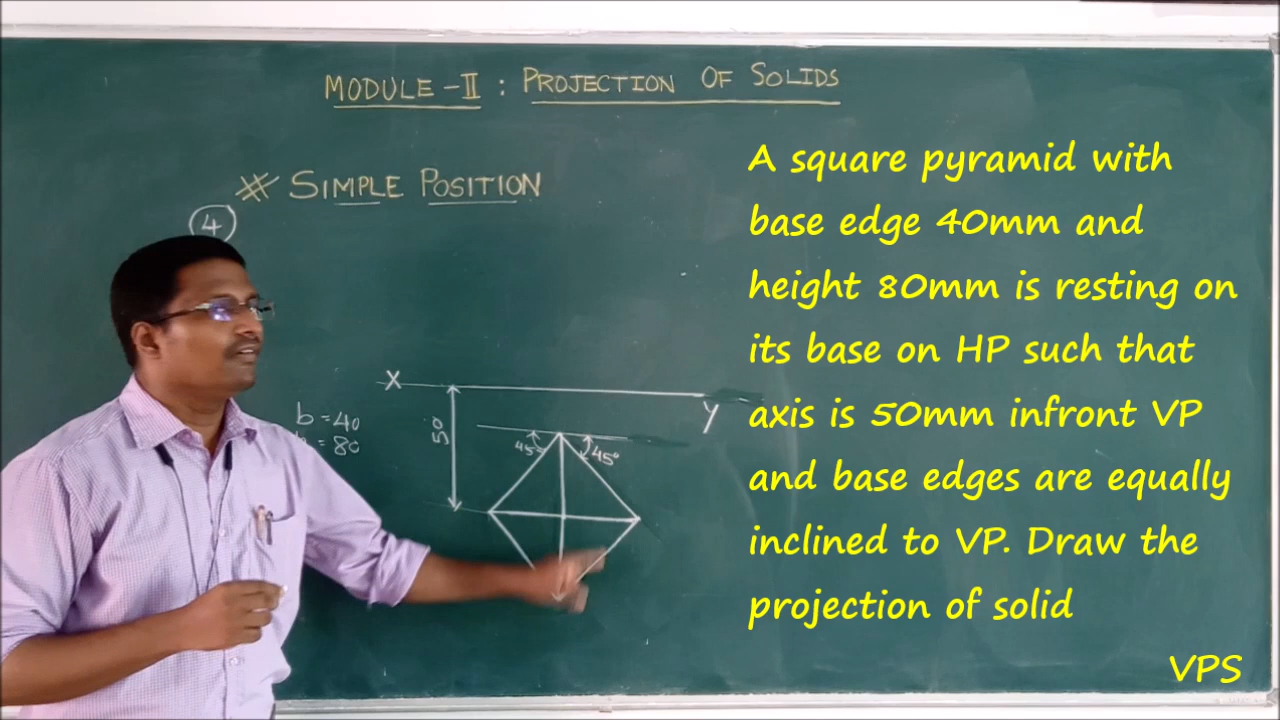 MODULE-II : PROJECTION OF SOLIDS
# SIMPLE POSITION
4
A square pyramid with
base edge 40mm and
height 80mm is resting on
its base on HP such that
axis is 50mm infront VP
and base edges are equally
inclined to VP. Draw the
projection of solid
VPS
X
Y
b = 40
= 80
50
45°
45°